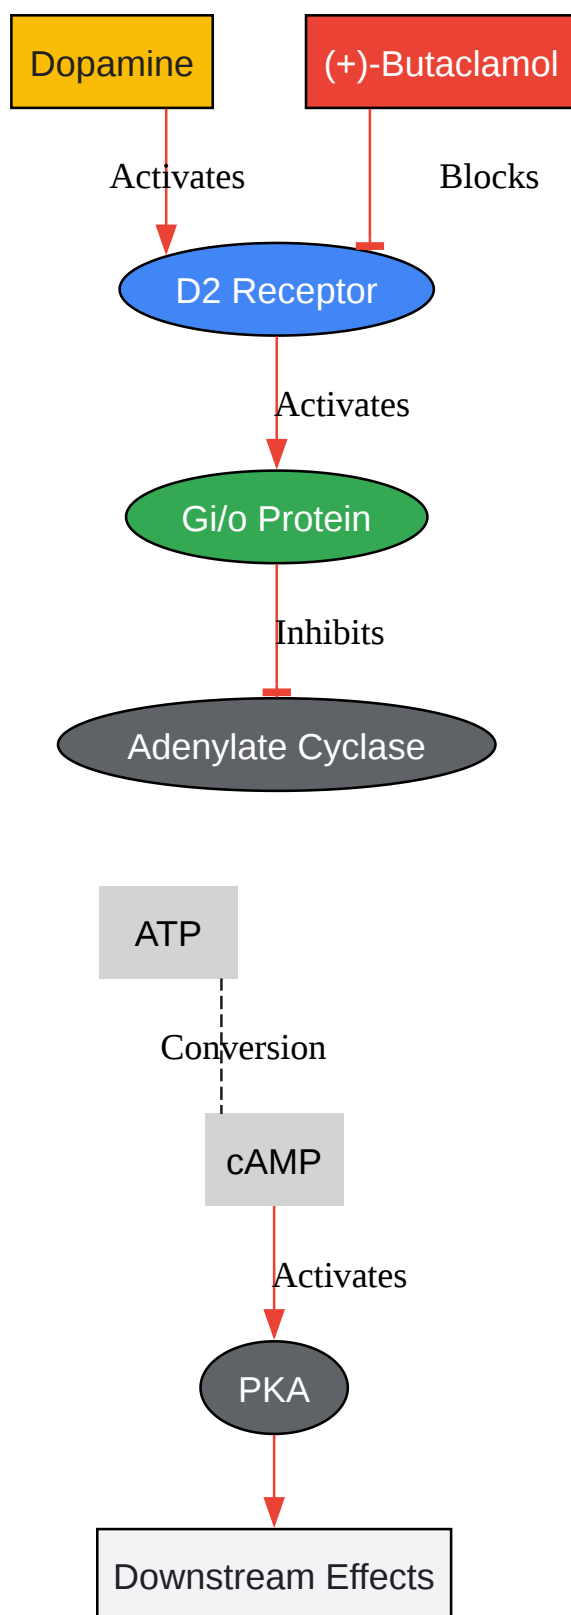 Dopamine
(+)-Butaclamol
Activates
Blocks
D2 Receptor
Activates
Gi/o Protein
Inhibits
Adenylate Cyclase
ATP
Conversion
cAMP
Activates
PKA
Downstream Effects